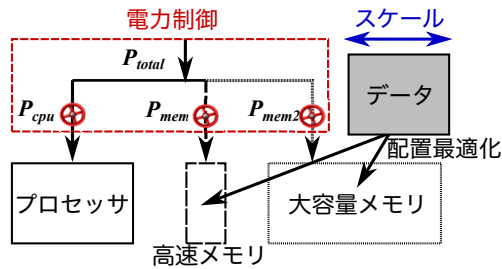 電力制御
スケール
P_total
データ
P_cpu
P_mem
P_mem2
配置最適化
プロセッサ
大容量メモリ
高速メモリ